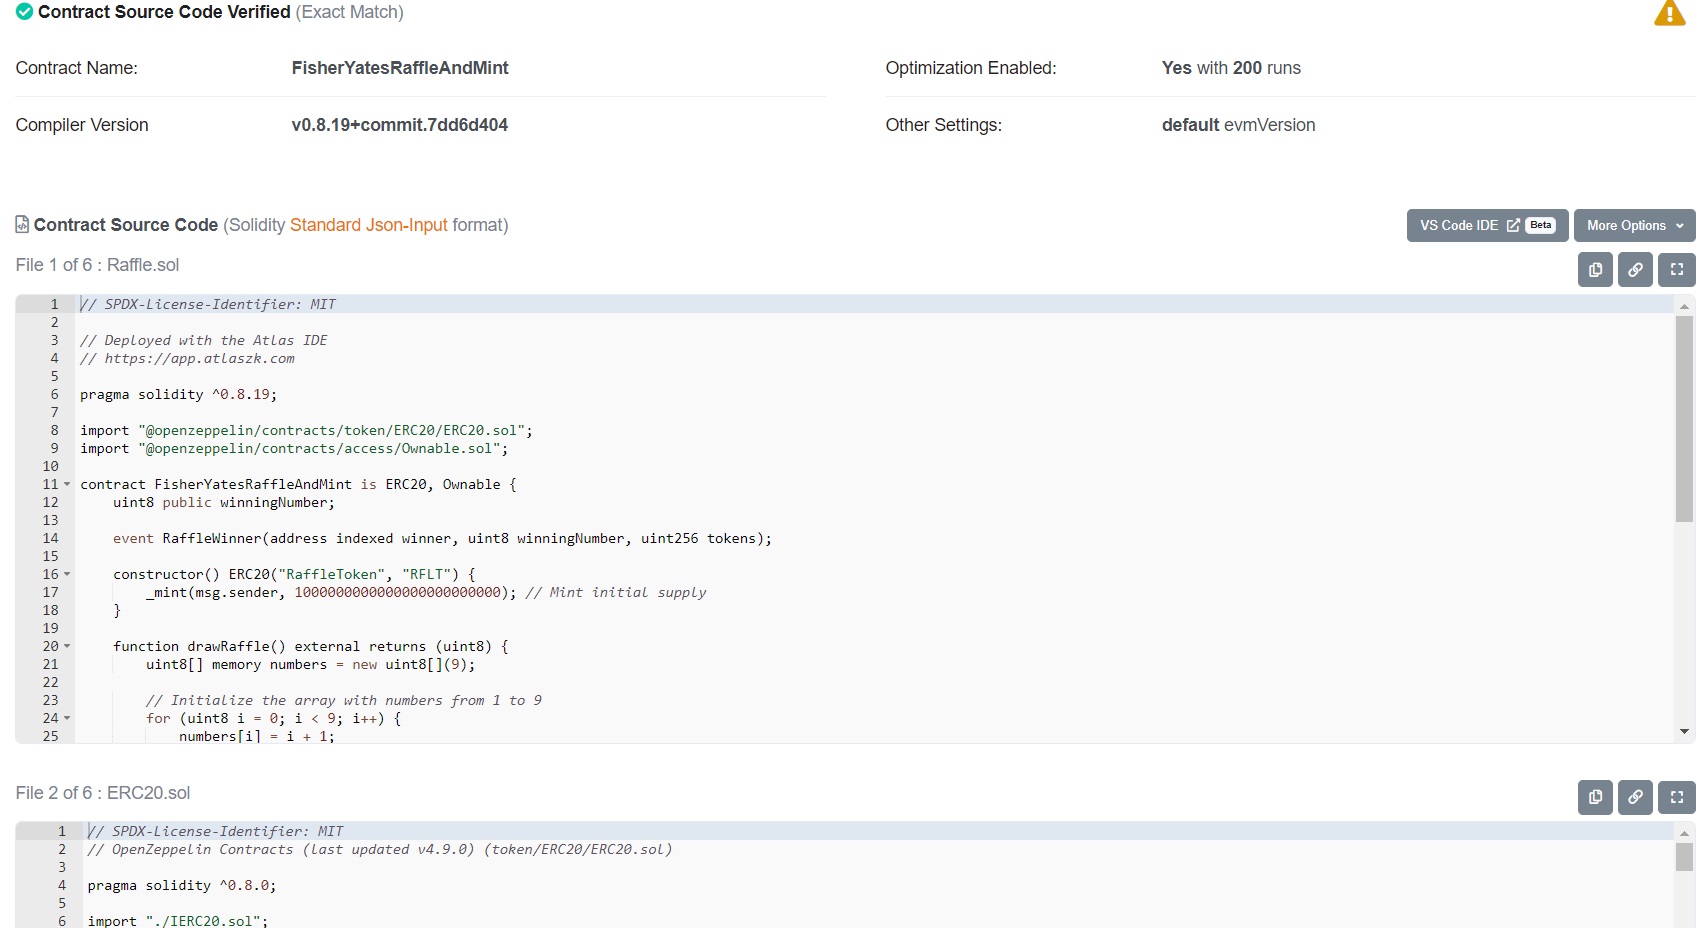 Contract Source Code Verified (Exact Match)
Contract Name: FisherYatesRaffleAndMint Optimization Enabled: Yes with 200 runs
Compiler Version v0.8.19+commit.7dd6d404 Other Settings: default evmVersion
Contract Source Code (Solidity Standard Json-Input format) VS Code IDE Beta More Options
File 1 of 6 : Raffle.sol
1 // SPDX-License-Identifier: MIT
2
3 // Deployed with the Atlas IDE
4 // https://app.atlaszk.com
5
6 pragma solidity ^0.8.19;
7
8 import "@openzeppelin/contracts/token/ERC20/ERC20.sol";
9 import "@openzeppelin/contracts/access/Ownable.sol";
10
11 contract FisherYatesRaffleAndMint is ERC20, Ownable {
12 uint8 public winningNumber;
13
14 event RaffleWinner(address indexed winner, uint8 winningNumber, uint256 tokens);
15
16 constructor() ERC20("RaffleToken", "RFLT") {
17 _mint(msg.sender, 1000000000000000000000000); // Mint initial supply
18 }
19
20 function drawRaffle() external returns (uint8) {
21 uint8[] memory numbers = new uint8[](9);
22
23 // Initialize the array with numbers from 1 to 9
24 for (uint8 i = 0; i < 9; i++) {
25 numbers[i] = i + 1;
File 2 of 6 : ERC20.sol
1 // SPDX-License-Identifier: MIT
2 // OpenZeppelin Contracts (last updated v4.9.0) (token/ERC20/ERC20.sol)
3
4 pragma solidity ^0.8.0;
5
6 import "./IERC20.sol";